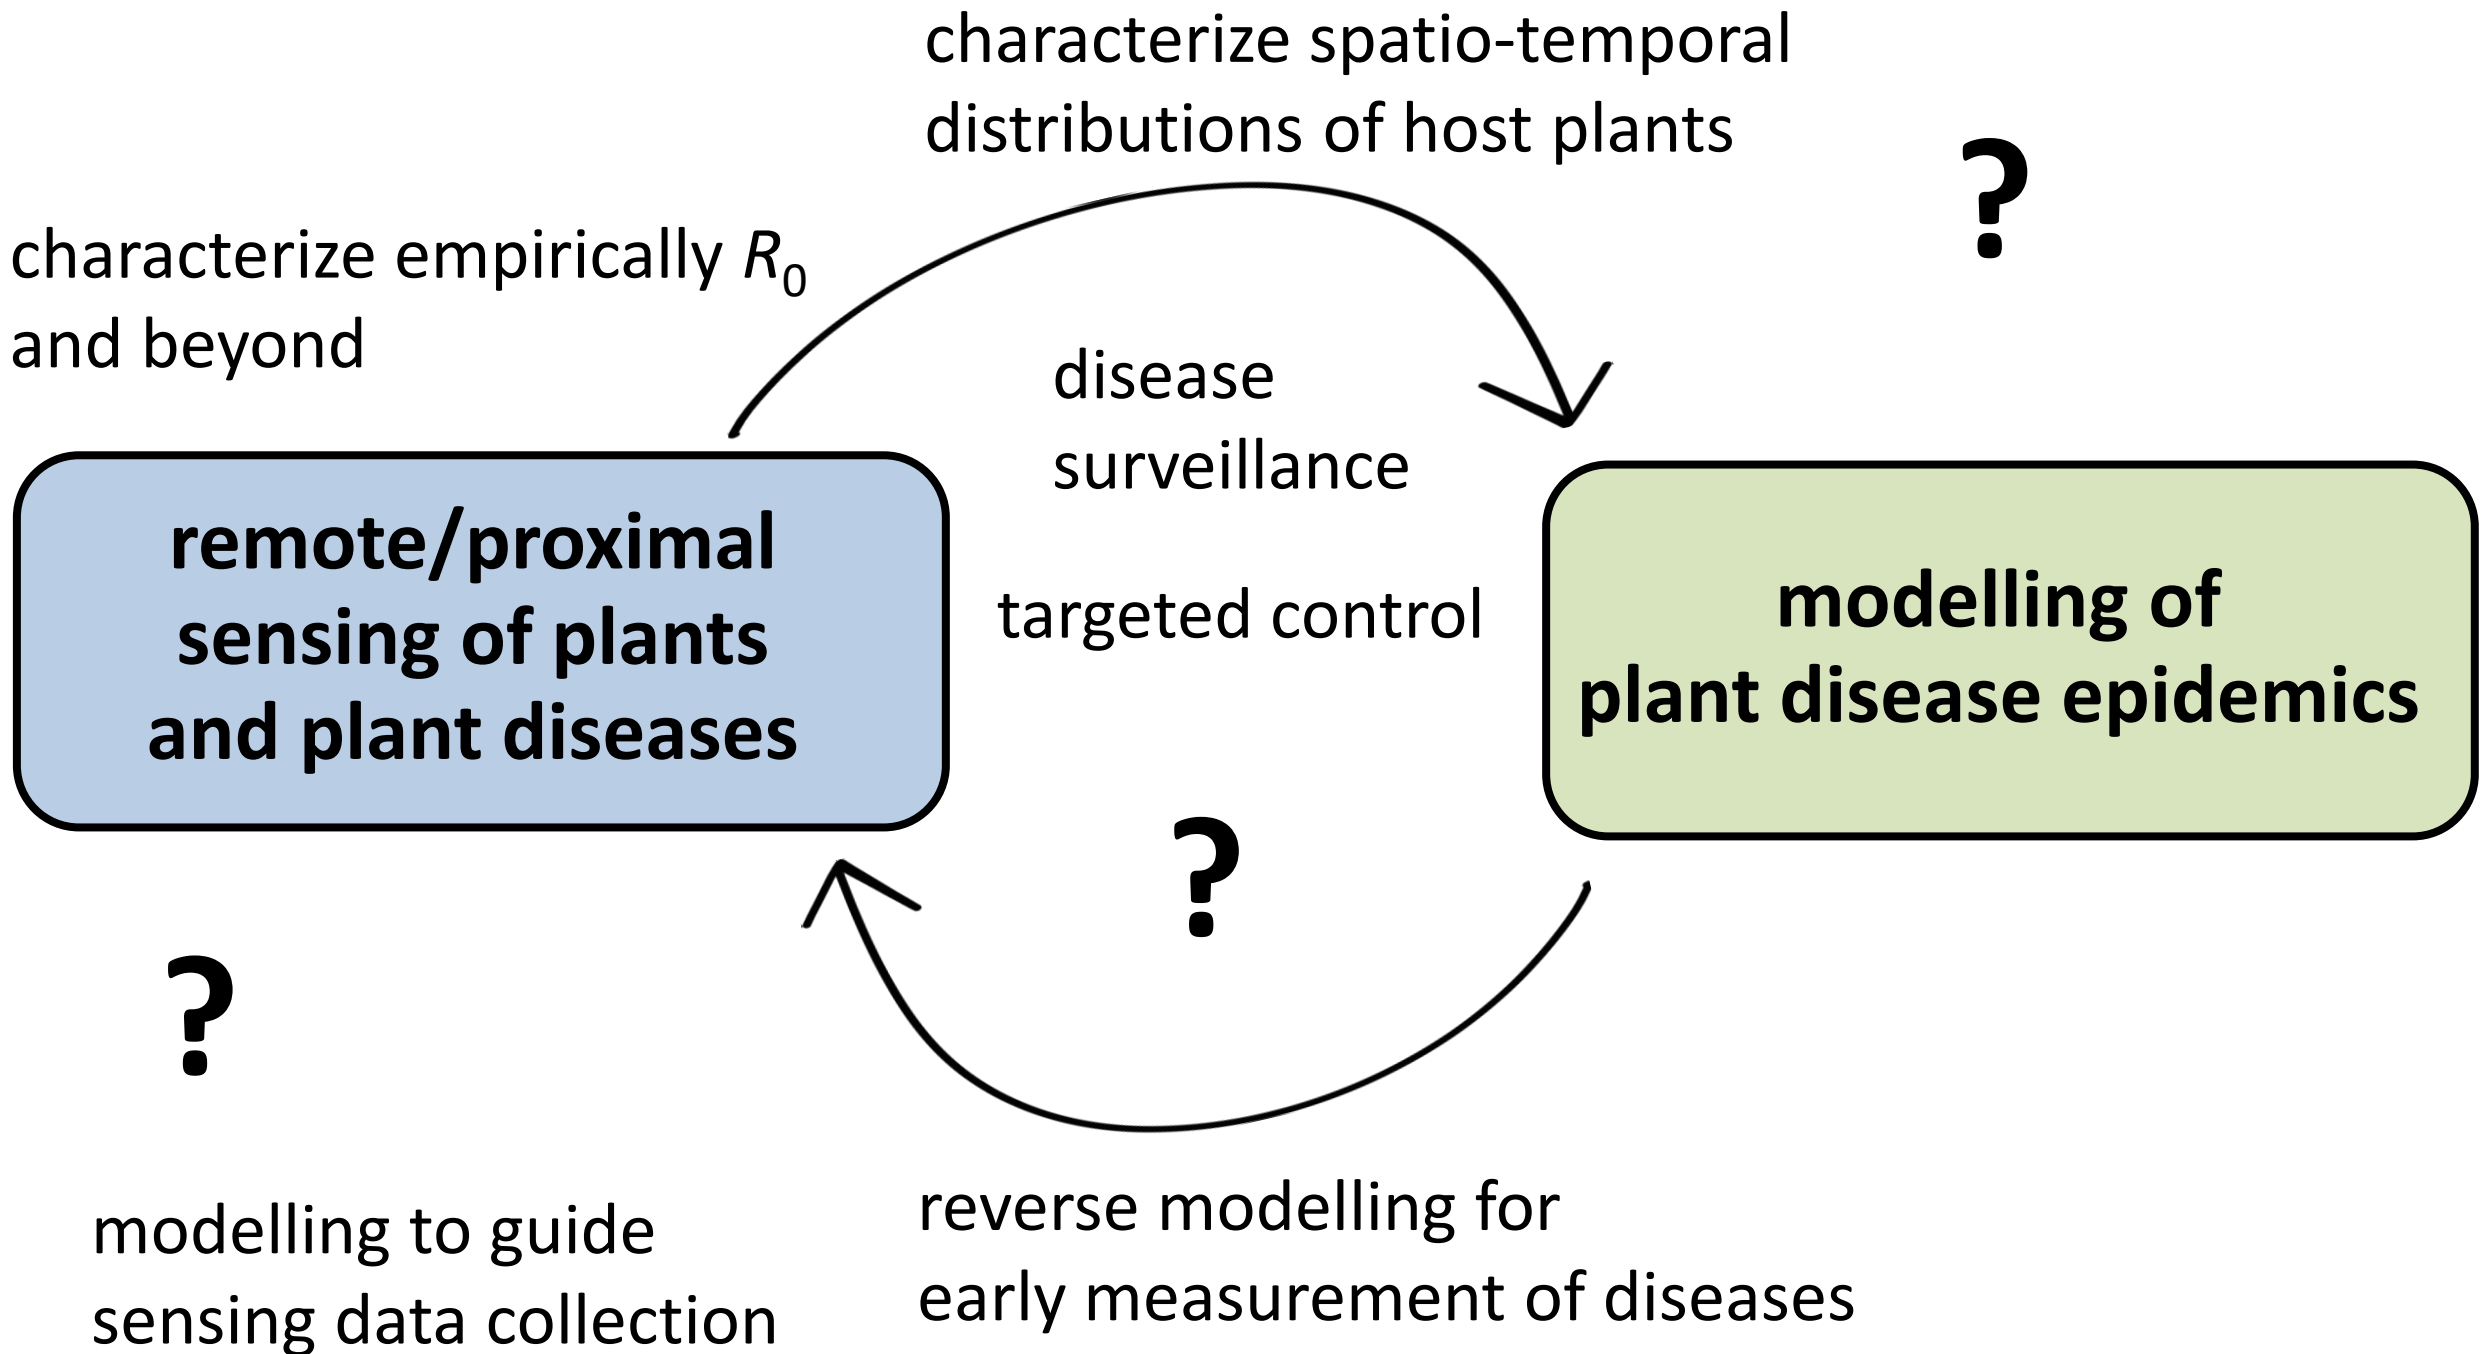 characterize spatio-temporal
distributions of host plants
?
characterize empirically R0
and beyond
disease
surveillance
targeted control
remote/proximal
sensing of plants
and plant diseases
modelling of
plant disease epidemics
?
?
modelling to guide
sensing data collection
reverse modelling for
early measurement of diseases